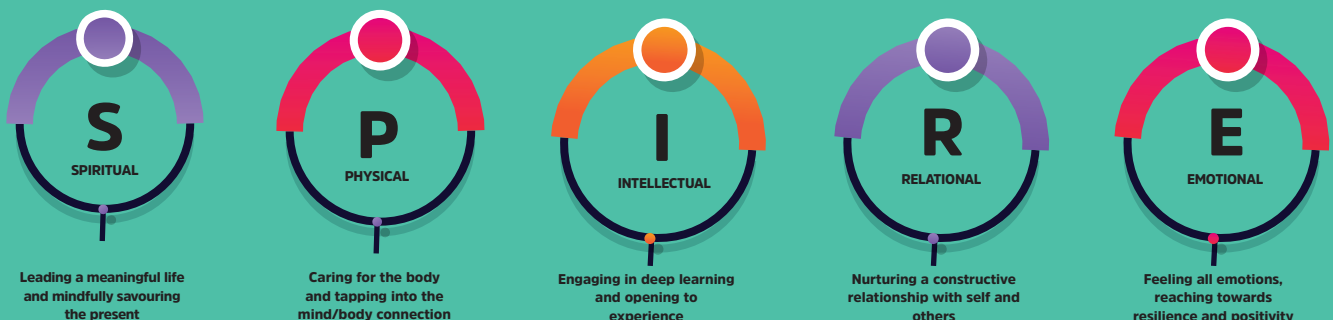 S
SPIRITUAL
Leading a meaningful life
and mindfully savouring
the present
P
PHYSICAL
Caring for the body
and tapping into the
mind/body connection
I
INTELLECTUAL
Engaging in deep learning
and opening to
experience
R
RELATIONAL
Nurturing a constructive
relationship with self and
others
E
EMOTIONAL
Feeling all emotions,
reaching towards
resilience and positivity